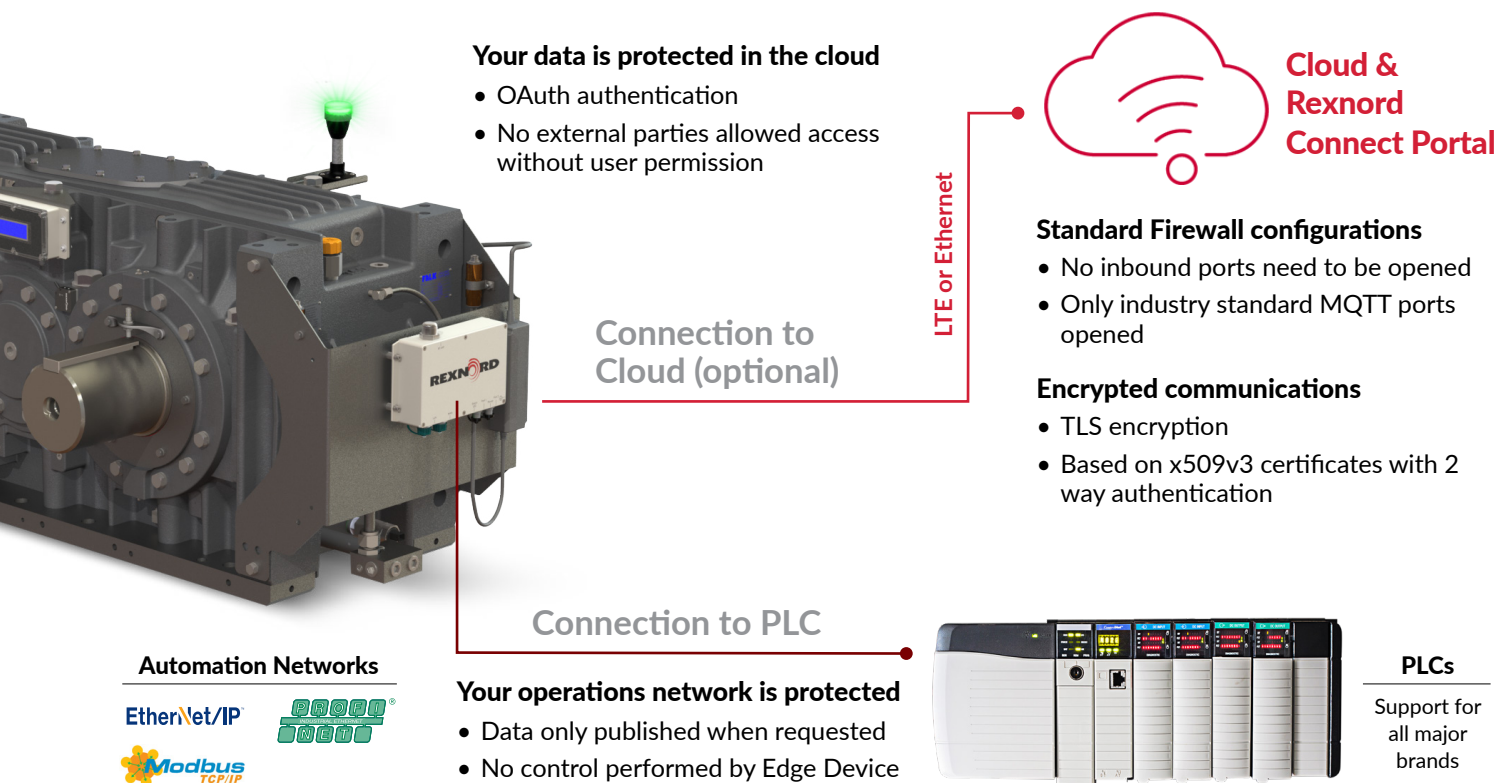 Your data is protected in the cloud
• OAuth authentication
• No external parties allowed access
without user permission
Cloud &
Rexnord
Connect Portal
LTE or Ethernet
Standard Firewall configurations
• No inbound ports need to be opened
• Only industry standard MQTT ports
opened
Encrypted communications
• TLS encryption
• Based on x509v3 certificates with 2
way authentication
Connection to
Cloud (optional)
REXNORD
Connection to PLC
Automation Networks
EtherNet/IP™
PROFI®
INDUSTRIAL ETHERNET
NET
Modbus
TCP/IP
Your operations network is protected
• Data only published when requested
• No control performed by Edge Device
PLCs
Support for
all major
brands